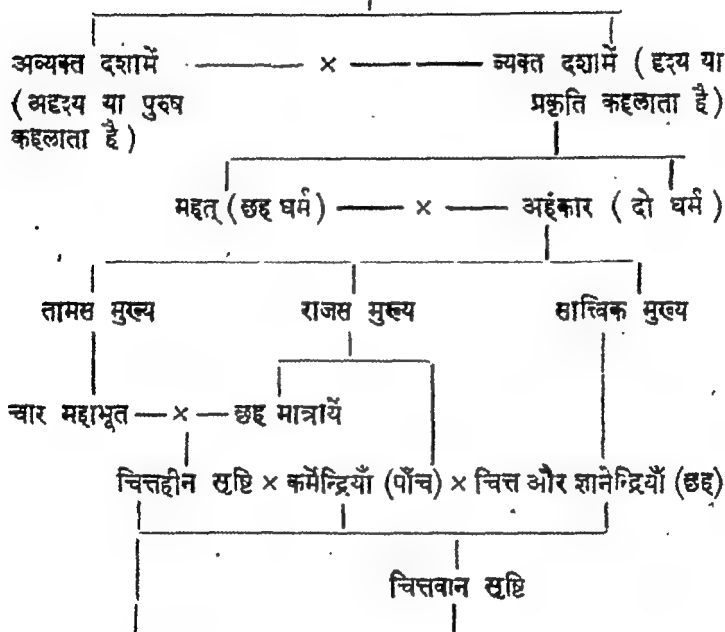 अव्यक्त दशामें ——— × ——— व्यक्त दशामें ( दृश्य या
(अदृश्य या पुरुष प्रकृति कहलाता है )
कहलाता है )
महत् ( छह धर्म ) —— × —— अहंकार ( दो धर्म )
तामस मुख्य राजस मुख्य सात्त्विक मुख्य
चार महाभूत — × — छह मात्रायें
चित्तहीन सृष्टि × कर्मेन्द्रियाँ (पाँच) × चित्त और ज्ञानेन्द्रियाँ (छह)
चित्तवान सृष्टि